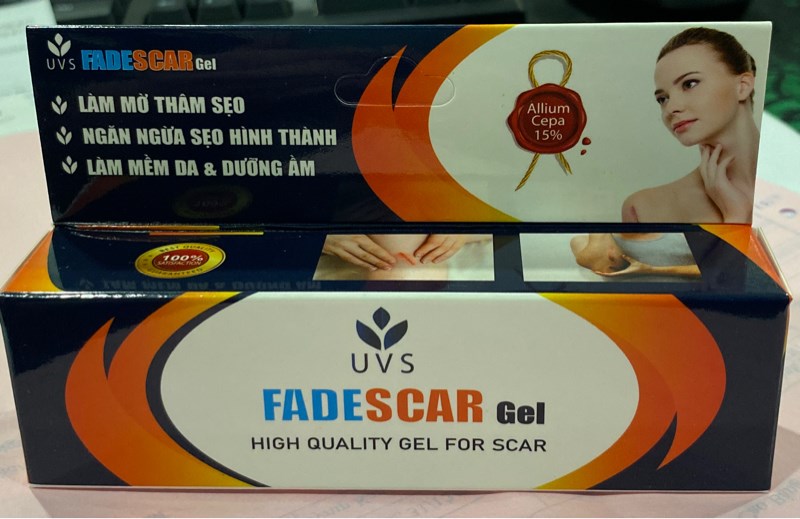 UVS FADESCAR Gel
LÀM MỜ THÂM SẸO
NGĂN NGỪA SẸO HÌNH THÀNH
LÀM MỀM DA & DƯỠNG ẨM
Allium
Cepa
15%
100%
SATISFACTION
UVS
FADESCAR Gel
HIGH QUALITY GEL FOR SCAR